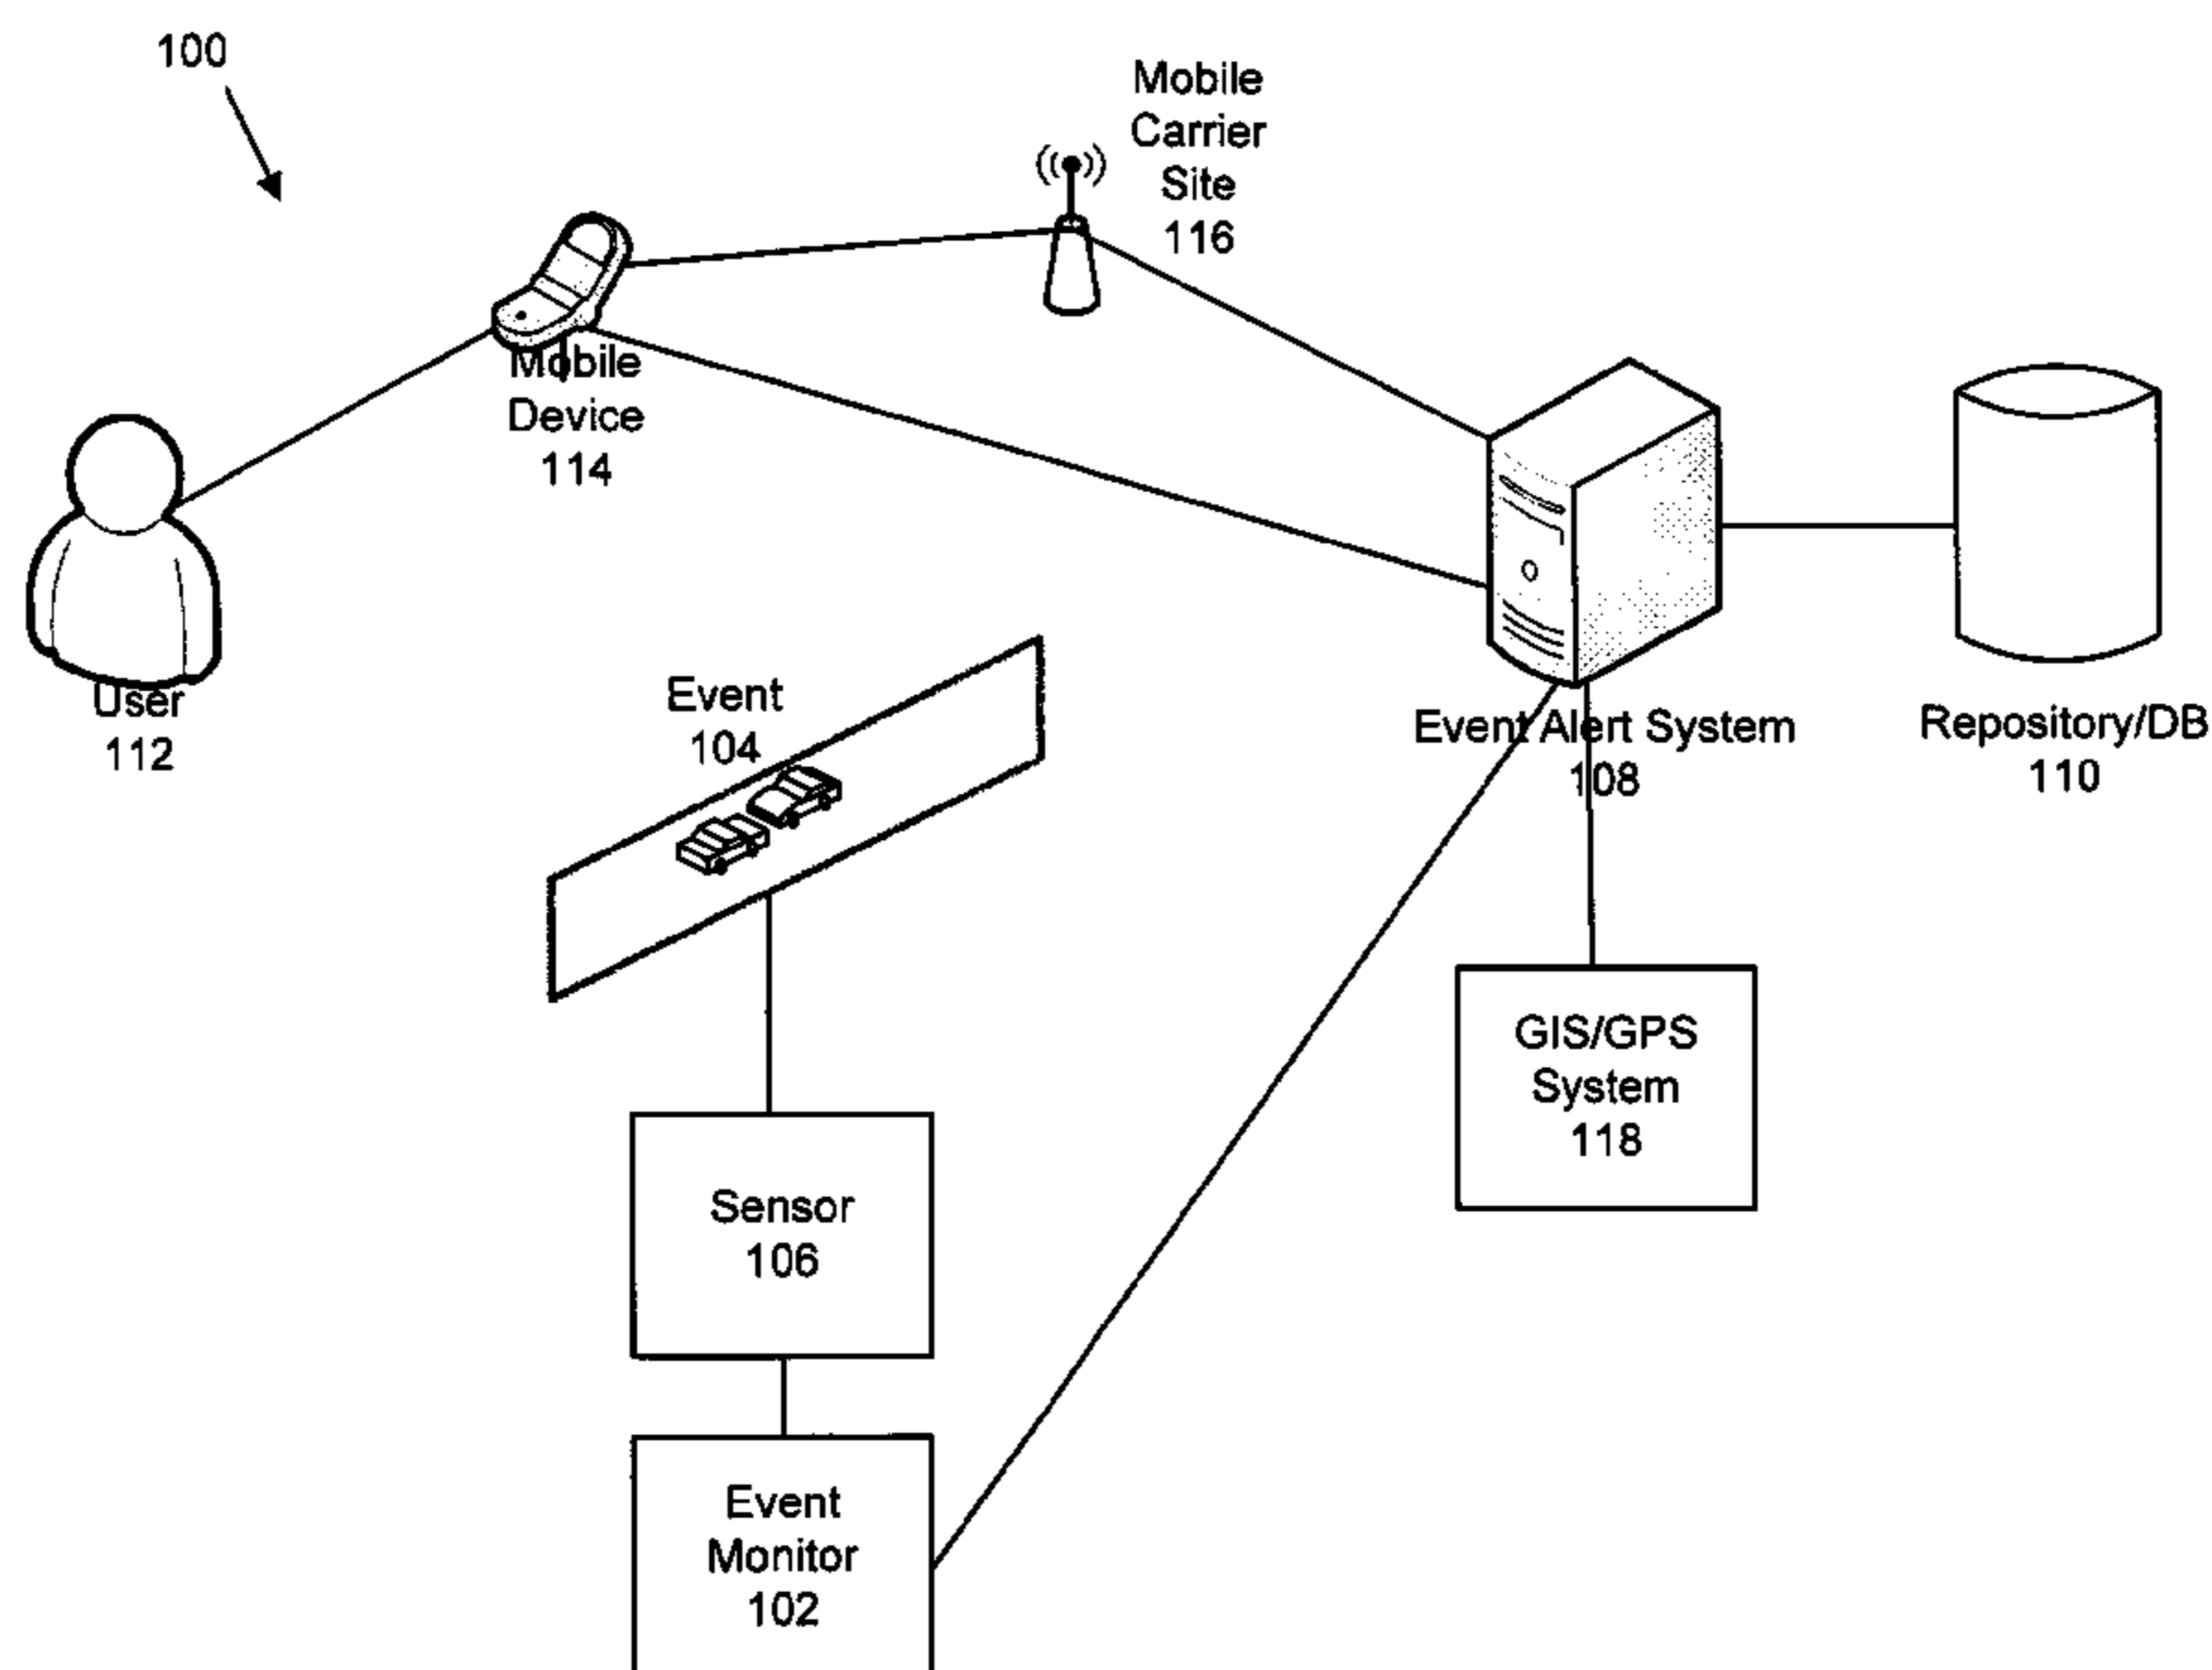 100
Mobile
Carrier
Site
116
Mobile
Device
114
User
112
Event
104
Event Alert System
108
Repository/DB
110
GIS/GPS
System
118
Sensor
106
Event
Monitor
102